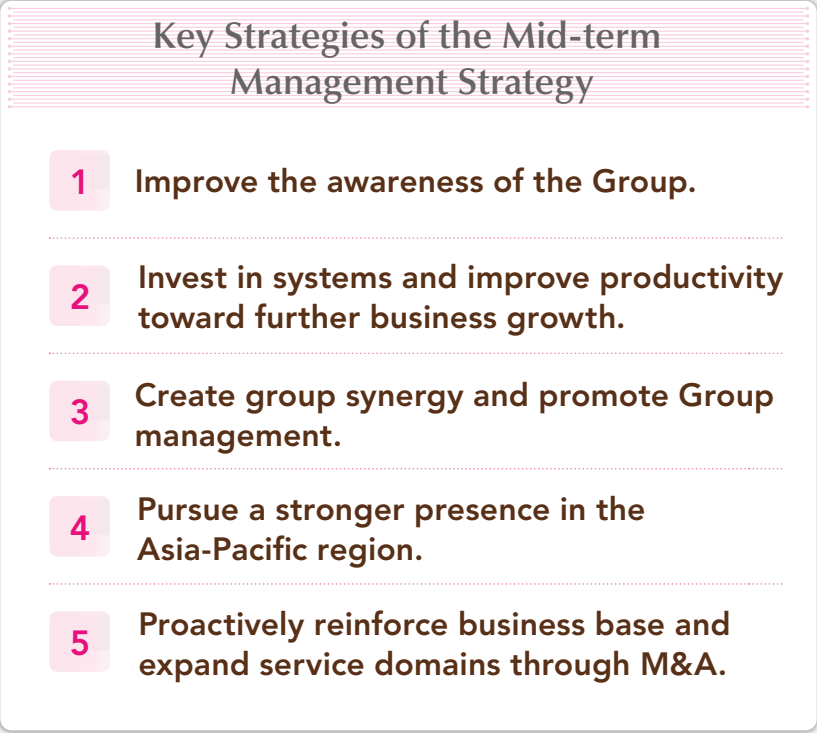 Key Strategies of the Mid-term
Management Strategy
1 Improve the awareness of the Group.
2 Invest in systems and improve productivity
toward further business growth.
3 Create group synergy and promote Group
management.
4 Pursue a stronger presence in the
Asia-Pacific region.
5 Proactively reinforce business base and
expand service domains through M&A.